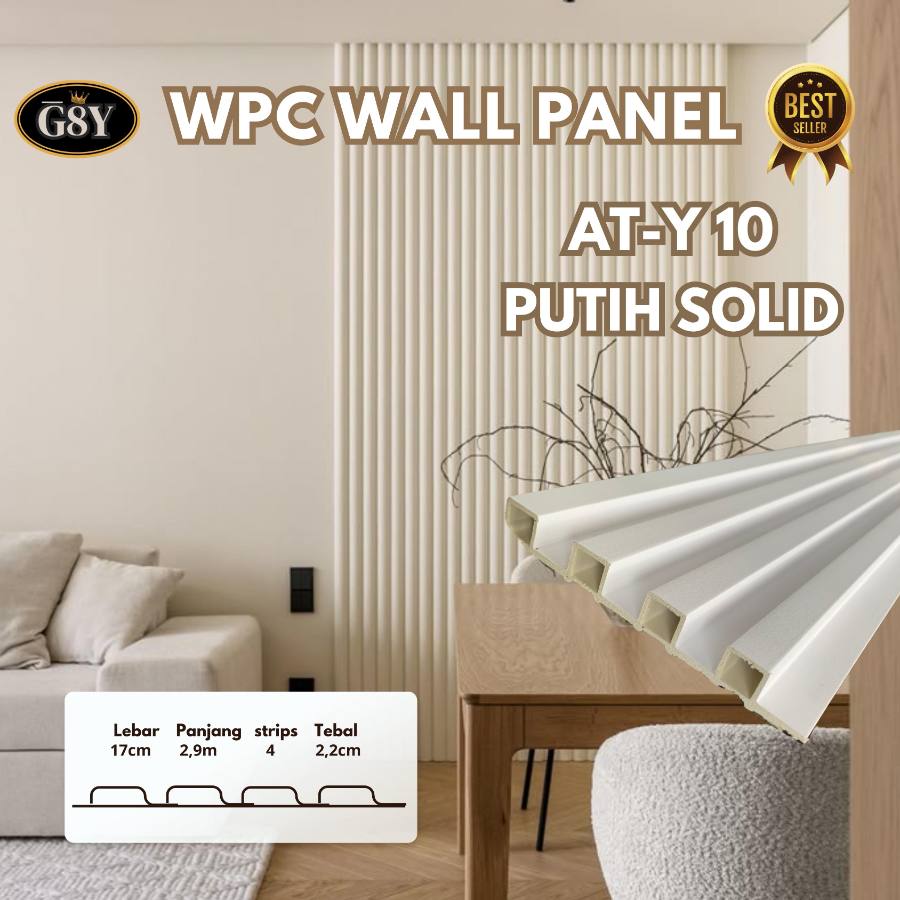 G8Y
WPC WALL PANEL
BEST
SELLER
AT-Y 10
PUTIH SOLID
Lebar Panjang strips Tebal
17cm 2,9m 4 2,2cm